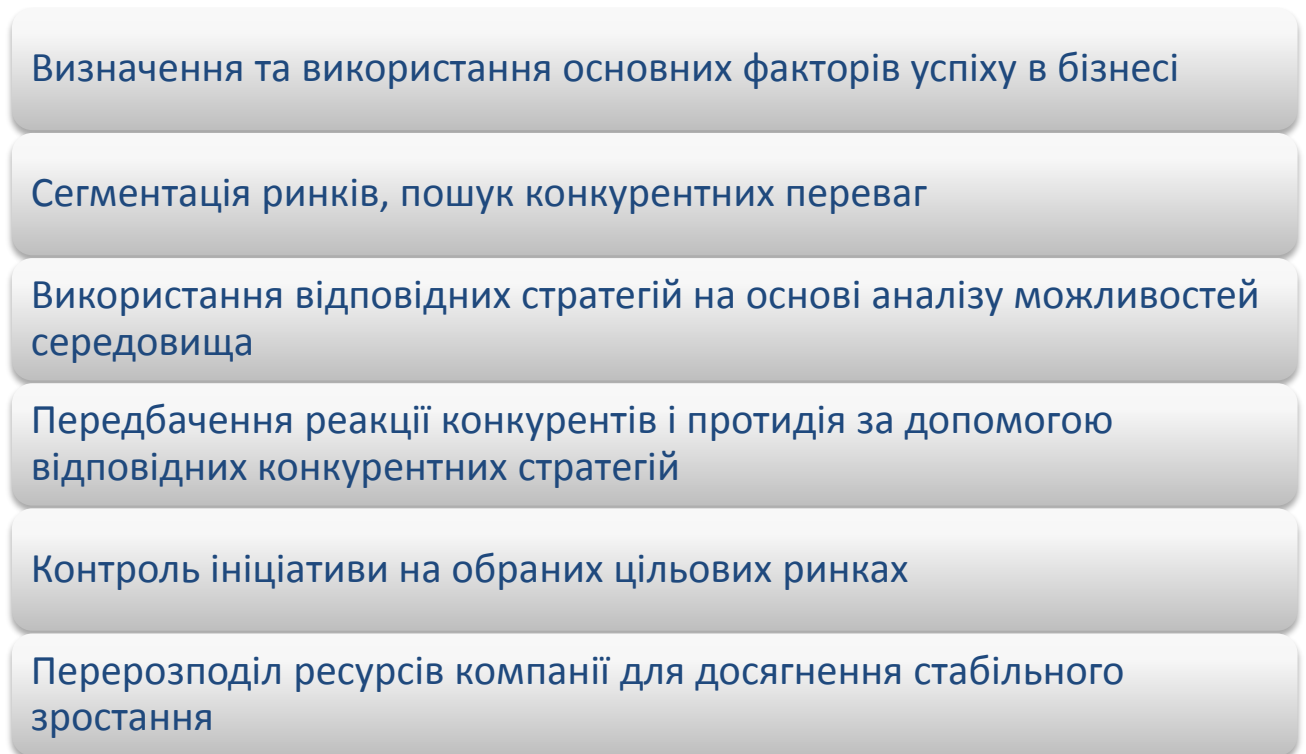 Визначення та використання основних факторів успіху в бізнесі
Сегментація ринків, пошук конкурентних переваг
Використання відповідних стратегій на основі аналізу можливостей
середовища
Передбачення реакції конкурентів і протидія за допомогою
відповідних конкурентних стратегій
Контроль ініціативи на обраних цільових ринках
Перерозподіл ресурсів компанії для досягнення стабільного
зростання